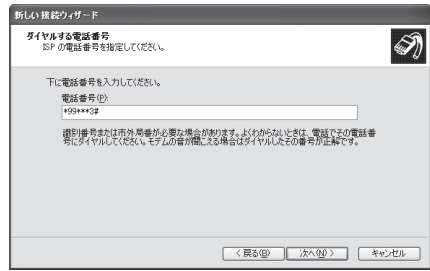 新しい接続ウィザード
ダイヤルする電話番号
ISP の電話番号を指定してください。
下に電話番号を入力してください。
電話番号(P):
*99***3#
識別番号または市外局番が必要な場合があります。よくわからないときは、電話でその電話番
号にダイヤルしてください。モデムの音が聞こえる場合はダイヤルしたその番号が正解です。
< 戻る(B)
次へ(N) >
キャンセル